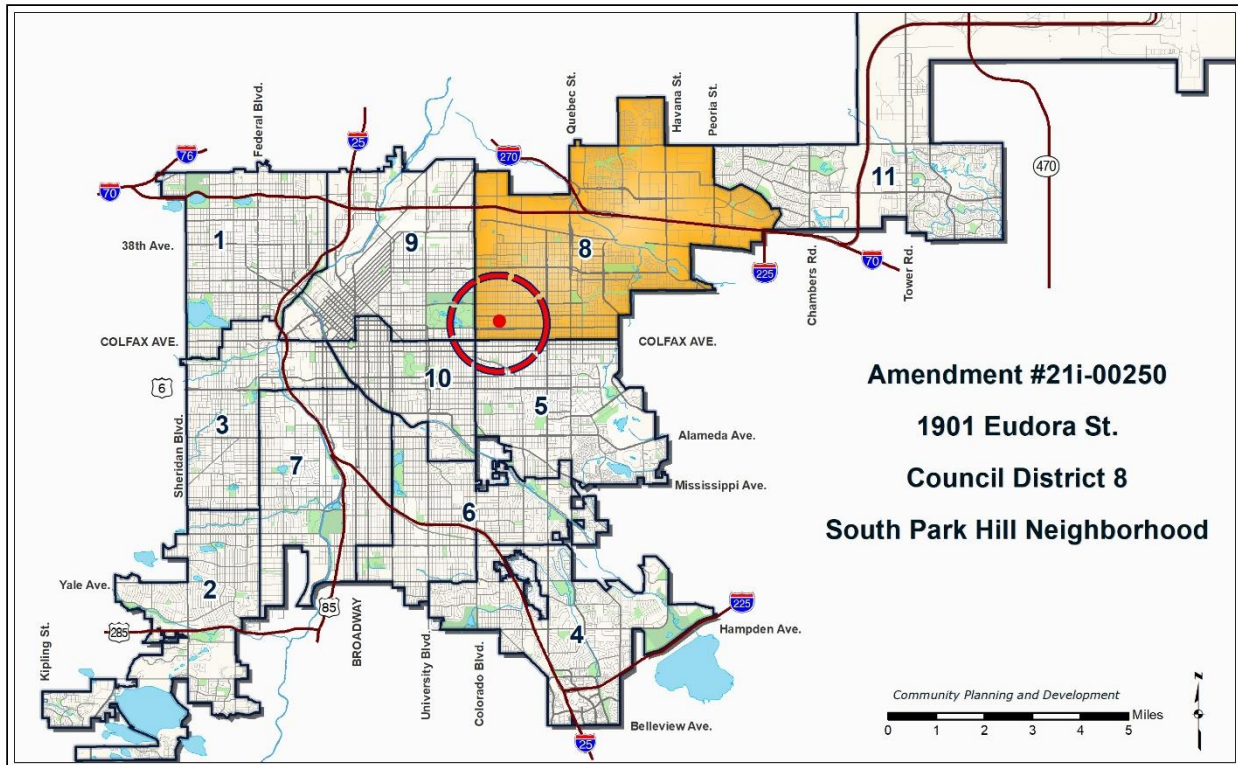 Federal Blvd.
25
Quebec St.
Havana St.
Peoria St.
76
270
70
470
11
1
9
8
38th Ave.
225
70
Chambers Rd.
Tower Rd.
COLFAX AVE.
COLFAX AVE.
6
10
5
3
Sheridan Blvd.
Alameda Ave.
7
Mississippi Ave.
6
Yale Ave.
2
85
BROADWAY
285
University Blvd.
Colorado Blvd.
4
225
Hampden Ave.
Kipling St.
Belleview Ave.
25
Amendment #21i-00250
1901 Eudora St.
Council District 8
South Park Hill Neighborhood
Community Planning and Development
Miles
0 1 2 3 4 5
N